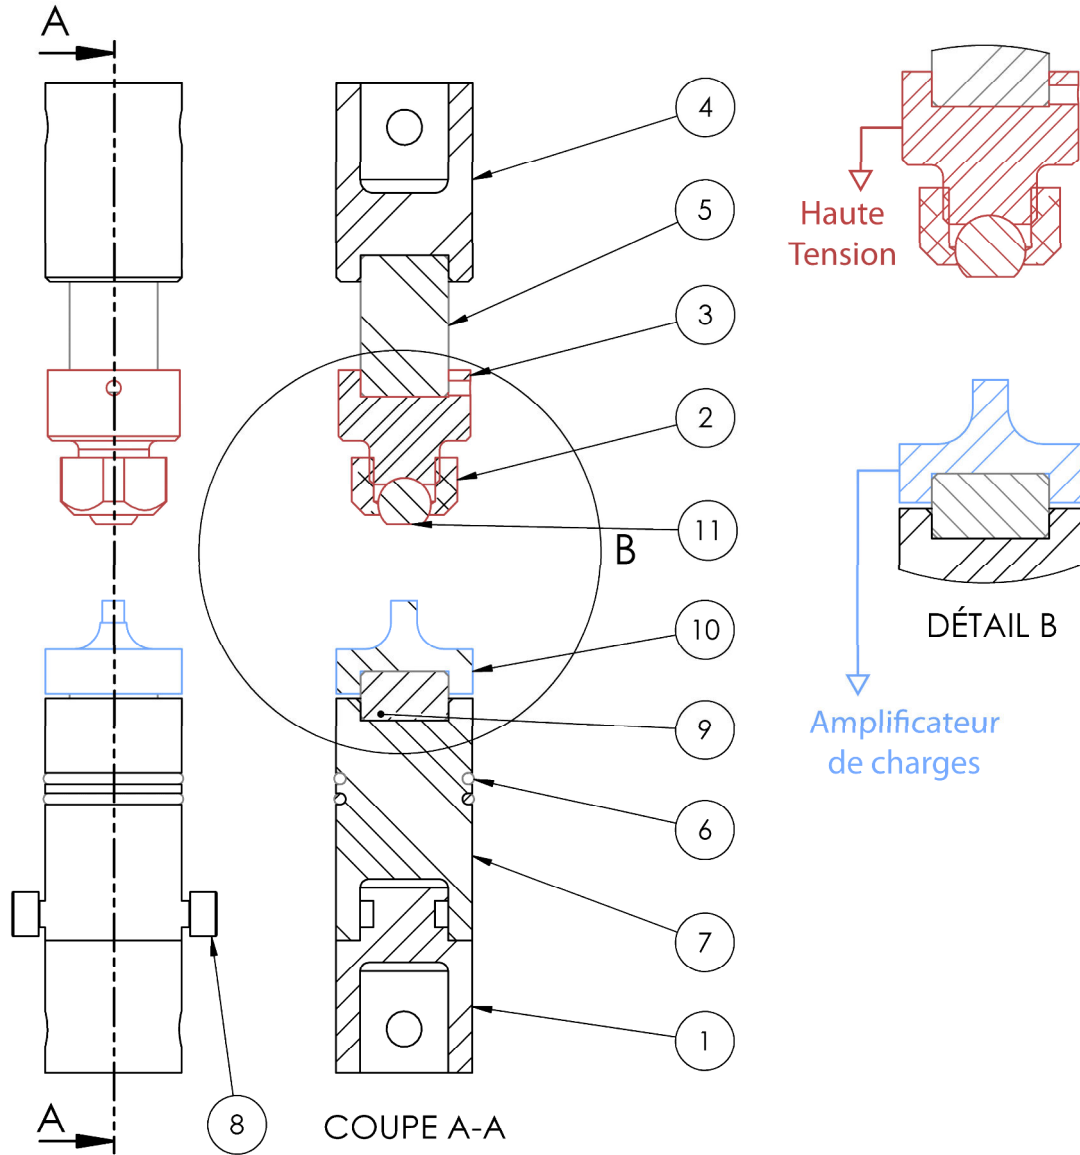 A
4
5
3
2
11
B
10
9
6
7
1
A
8
COUPE A-A
Haute
Tension
DÉTAIL B
Amplificateur
de charges